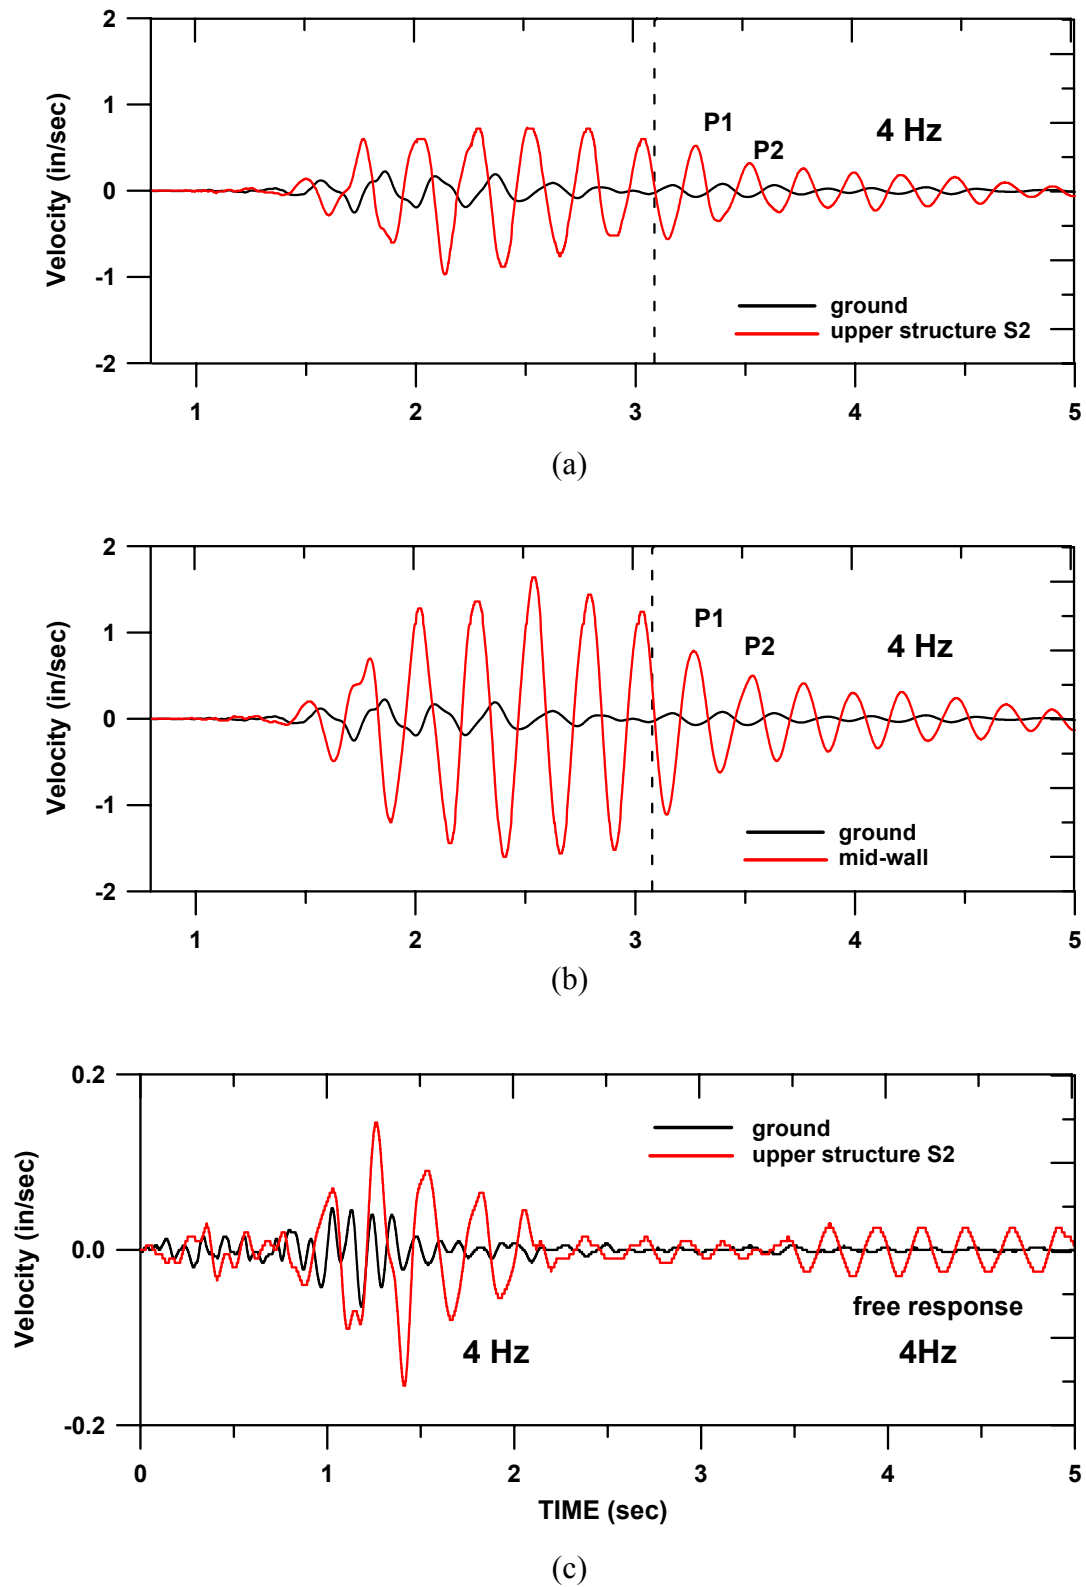 2
1
0
-1
-2
Velocity (in/sec)
P1
P2
4 Hz
ground
upper structure S2
1
2
3
4
5
(a)
2
1
0
-1
-2
Velocity (in/sec)
P1
P2
4 Hz
ground
mid-wall
1
2
3
4
5
(b)
0.2
0.0
-0.2
Velocity (in/sec)
ground
upper structure S2
free response
4 Hz
4Hz
0
1
2
3
4
5
TIME (sec)
(c)